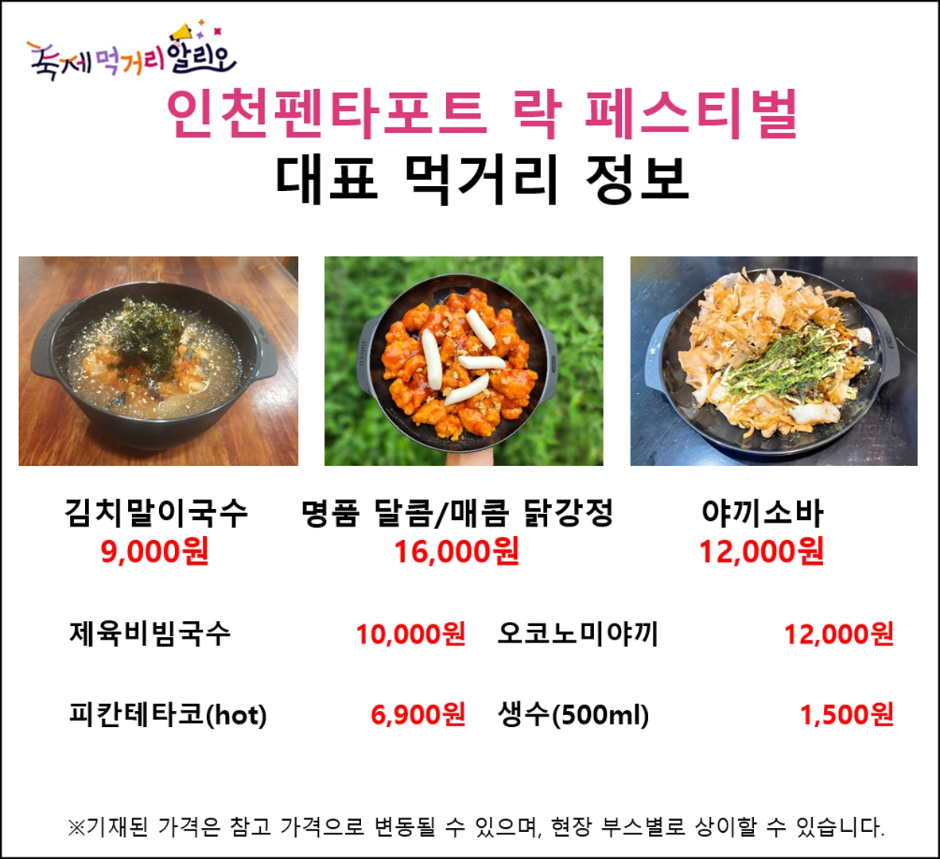 축제먹거리알리오
인천펜타포트 락 페스티벌
대표 먹거리 정보
김치말이국수
9,000원
명품 달콤/매콤 닭강정
16,000원
야끼소바
12,000원
제육비빔국수 10,000원 오코노미야끼 12,000원
피칸테타코(hot) 6,900원 생수(500ml) 1,500원
※기재된 가격은 참고 가격으로 변동될 수 있으며, 현장 부스별로 상이할 수 있습니다.